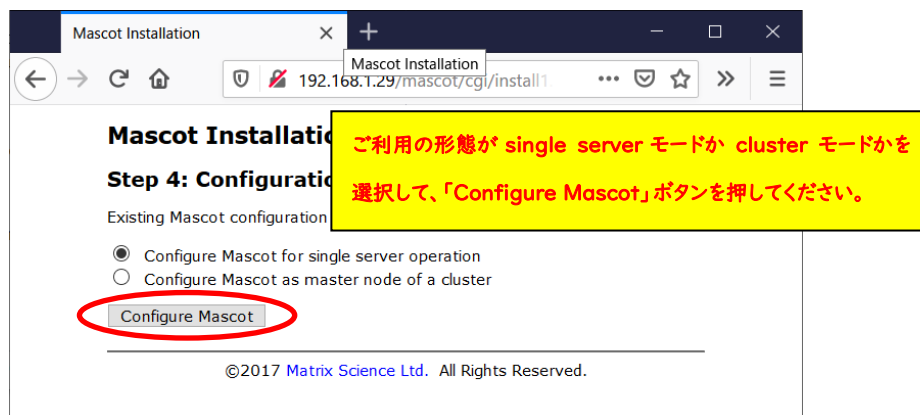 Mascot Installation
Mascot Installation
192.168.1.29/mascot/cgi/install1
Mascot Installatio
ご利用の形態が single server モードか cluster モードかを
選択して、「Configure Mascot」ボタンを押してください。
Step 4: Configuratio
Existing Mascot configuration
Configure Mascot for single server operation
Configure Mascot as master node of a cluster
Configure Mascot
©2017 Matrix Science Ltd. All Rights Reserved.